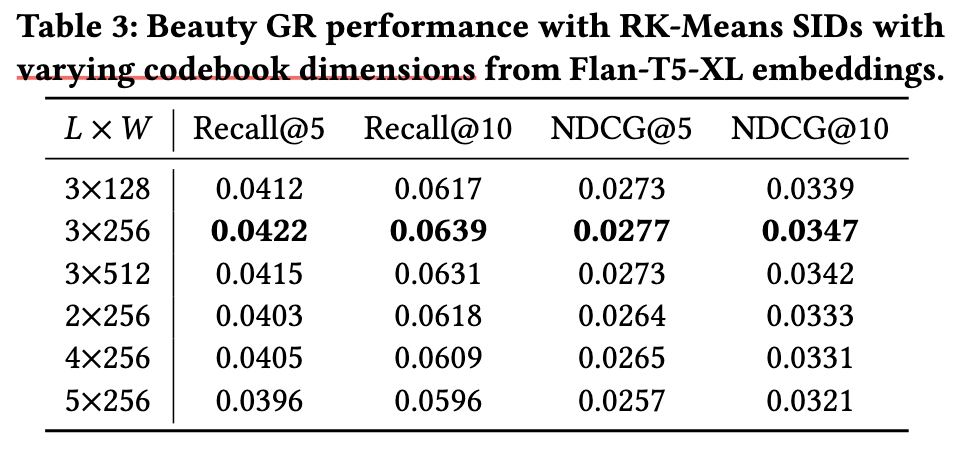 Table 3: Beauty GR performance with RK-Means SIDs with
varying codebook dimensions from Flan-T5-XL embeddings.
L × W Recall@5 Recall@10 NDCG@5 NDCG@10
3×128 0.0412 0.0617 0.0273 0.0339
3×256 0.0422 0.0639 0.0277 0.0347
3×512 0.0415 0.0631 0.0273 0.0342
2×256 0.0403 0.0618 0.0264 0.0333
4×256 0.0405 0.0609 0.0265 0.0331
5×256 0.0396 0.0596 0.0257 0.0321